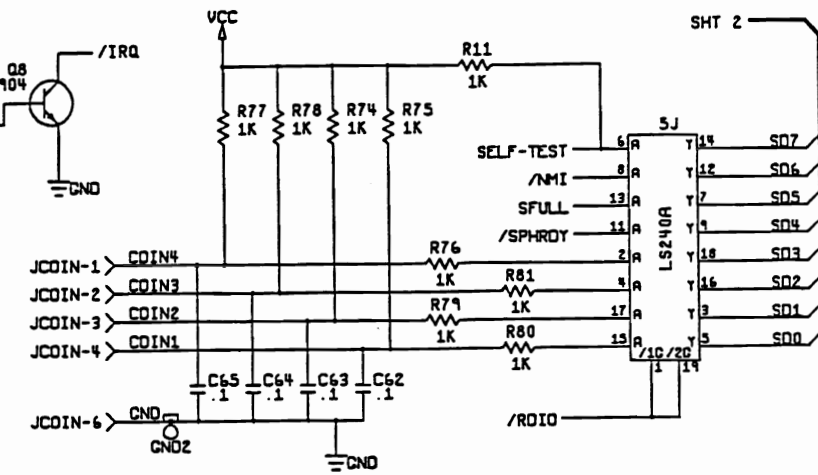 VCC
SHT 2
/IRQ
Q8
904
R11
1K
R77
1K
R78
1K
R74
1K
R75
1K
GND
5J
SELF-TEST 6 A Y 14 SD7
/NMI 8 A Y 12 SD6
SFULL 13 A Y 7 SD5
/SPHRDY 11 A Y 9 SD4
LS240A
JCOIN-1 COIN4 R76 1K 2 A Y 18 SD3
JCOIN-2 COIN3 R81 1K 4 A Y 16 SD2
JCOIN-3 COIN2 R79 1K 17 A Y 3 SD1
JCOIN-4 COIN1 R80 1K 15 A Y 5 SD0
/1G /2G
1 19
C65
.1
C64
.1
C63
.1
C62
.1
JCOIN-6 GND
GND2
/RDIO
GND